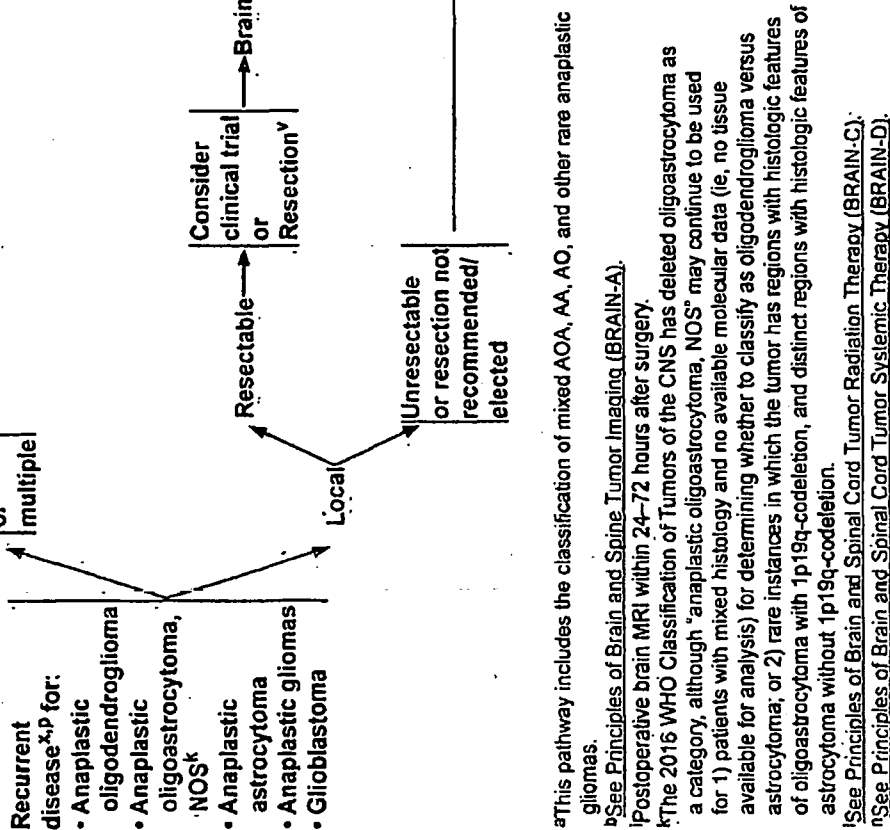 or
multiple
Recurrent
disease^x,p for:
• Anaplastic
oligodendroglioma
• Anaplastic
oligoastrocytoma,
NOS^k
• Anaplastic
astrocytoma
• Anaplastic gliomas
• Glioblastoma
Local
Resectable
Consider
clinical trial
or
Resection^v
Brain
Unresectable
or resection not
recommended/
elected
^aThis pathway includes the classification of mixed AOA, AA, AO, and other rare anaplastic
gliomas.
^bSee Principles of Brain and Spine Tumor Imaging (BRAIN-A).
^jPostoperative brain MRI within 24–72 hours after surgery.
^kThe 2016 WHO Classification of Tumors of the CNS has deleted oligoastrocytoma as
a category, although "anaplastic oligoastrocytoma, NOS" may continue to be used
for 1) patients with mixed histology and no available molecular data (ie, no tissue
available for analysis) for determining whether to classify as oligodendroglioma versus
astrocytoma; or 2) rare instances in which the tumor has regions with histologic features
of oligoastrocytoma with 1p19q-codeletion, and distinct regions with histologic features of
astrocytoma without 1p19q-codeletion.
^lSee Principles of Brain and Spinal Cord Tumor Radiation Therapy (BRAIN-C).
^nSee Principles of Brain and Spinal Cord Tumor Systemic Therapy (BRAIN-D).